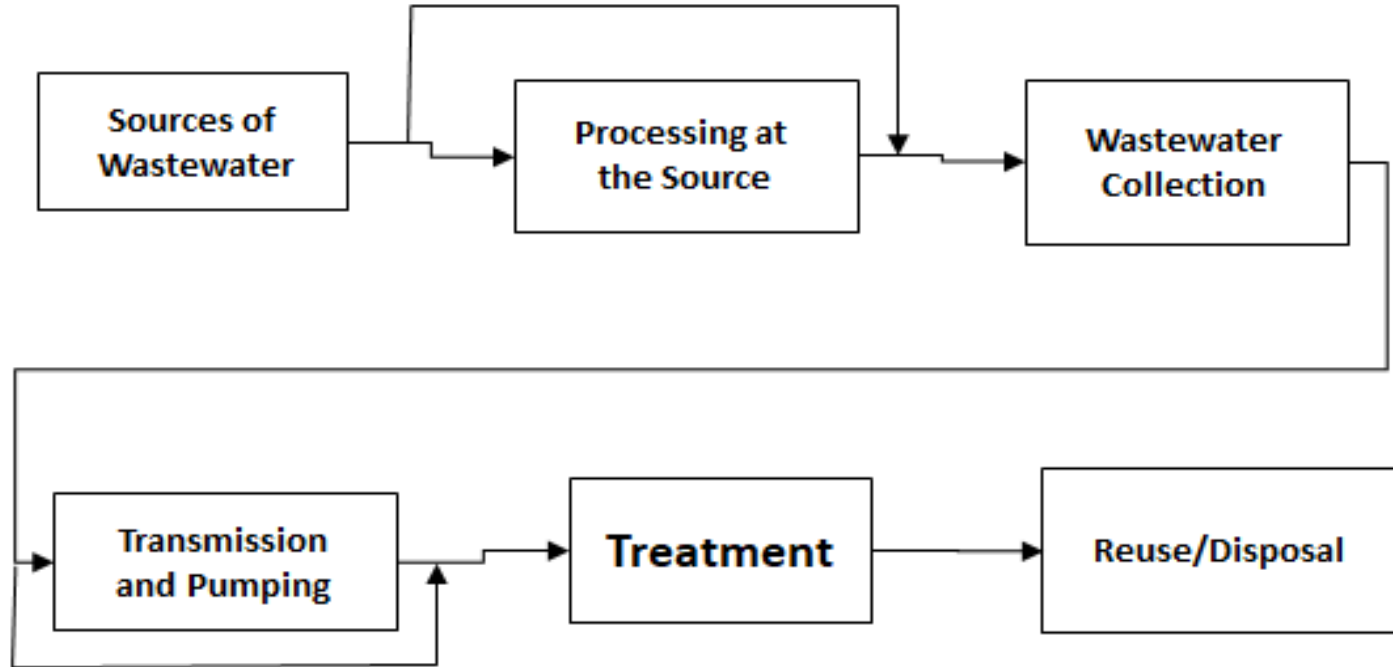 Sources of
Wastewater
Processing at
the Source
Wastewater
Collection
Transmission
and Pumping
Treatment
Reuse/Disposal